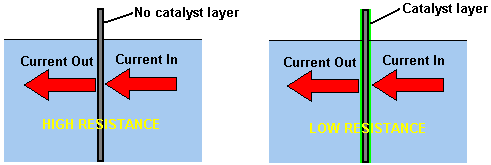 No catalyst layer
Current Out
Current In
HIGH RESISTANCE
Catalyst layer
Current Out
Current In
LOW RESISTANCE